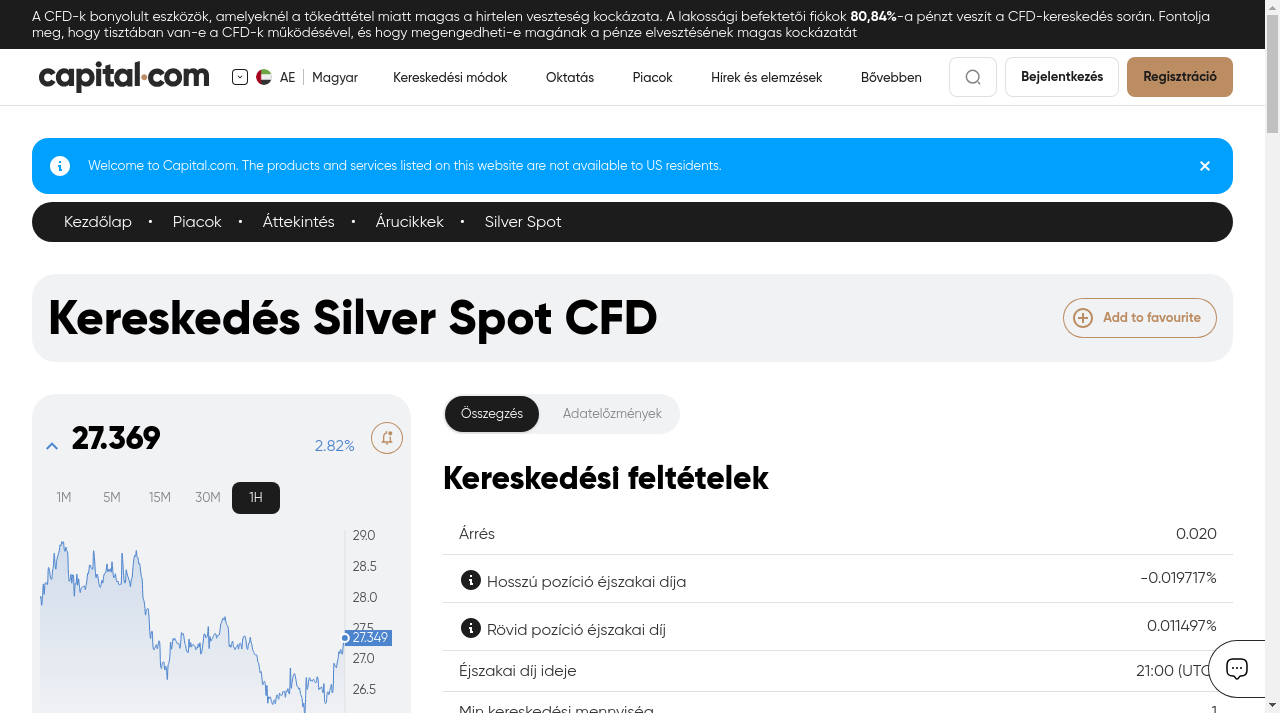 A CFD-k bonyolult eszközök, amelyeknél a tőkeáttétel miatt magas a hirtelen veszteség kockázata. A lakossági befektetői fiókok 80,84%-a pénzt veszít a CFD-kereskedés során. Fontolja
meg, hogy tisztában van-e a CFD-k működésével, és hogy megengedheti-e magának a pénze elvesztésének magas kockázatát
capital.com
AE
Magyar
Kereskedési módok
Oktatás
Piacok
Hírek és elemzések
Bővebben
Bejelentkezés
Regisztráció
Welcome to Capital.com. The products and services listed on this website are not available to US residents.
Kezdőlap • Piacok • Áttekintés • Árucikkek • Silver Spot
Kereskedés Silver Spot CFD
Add to favourite
27.369
2.82%
1M 5M 15M 30M 1H
29.0
28.5
28.0
27.5
27.349
27.0
26.5
Összegzés
Adatelőzmények
Kereskedési feltételek
Árrés 0.020
Hosszú pozíció éjszakai díja -0.019717%
Rövid pozíció éjszakai díj 0.011497%
Éjszakai díj ideje 21:00 (UTC
Min kereskedési mennyiség 1